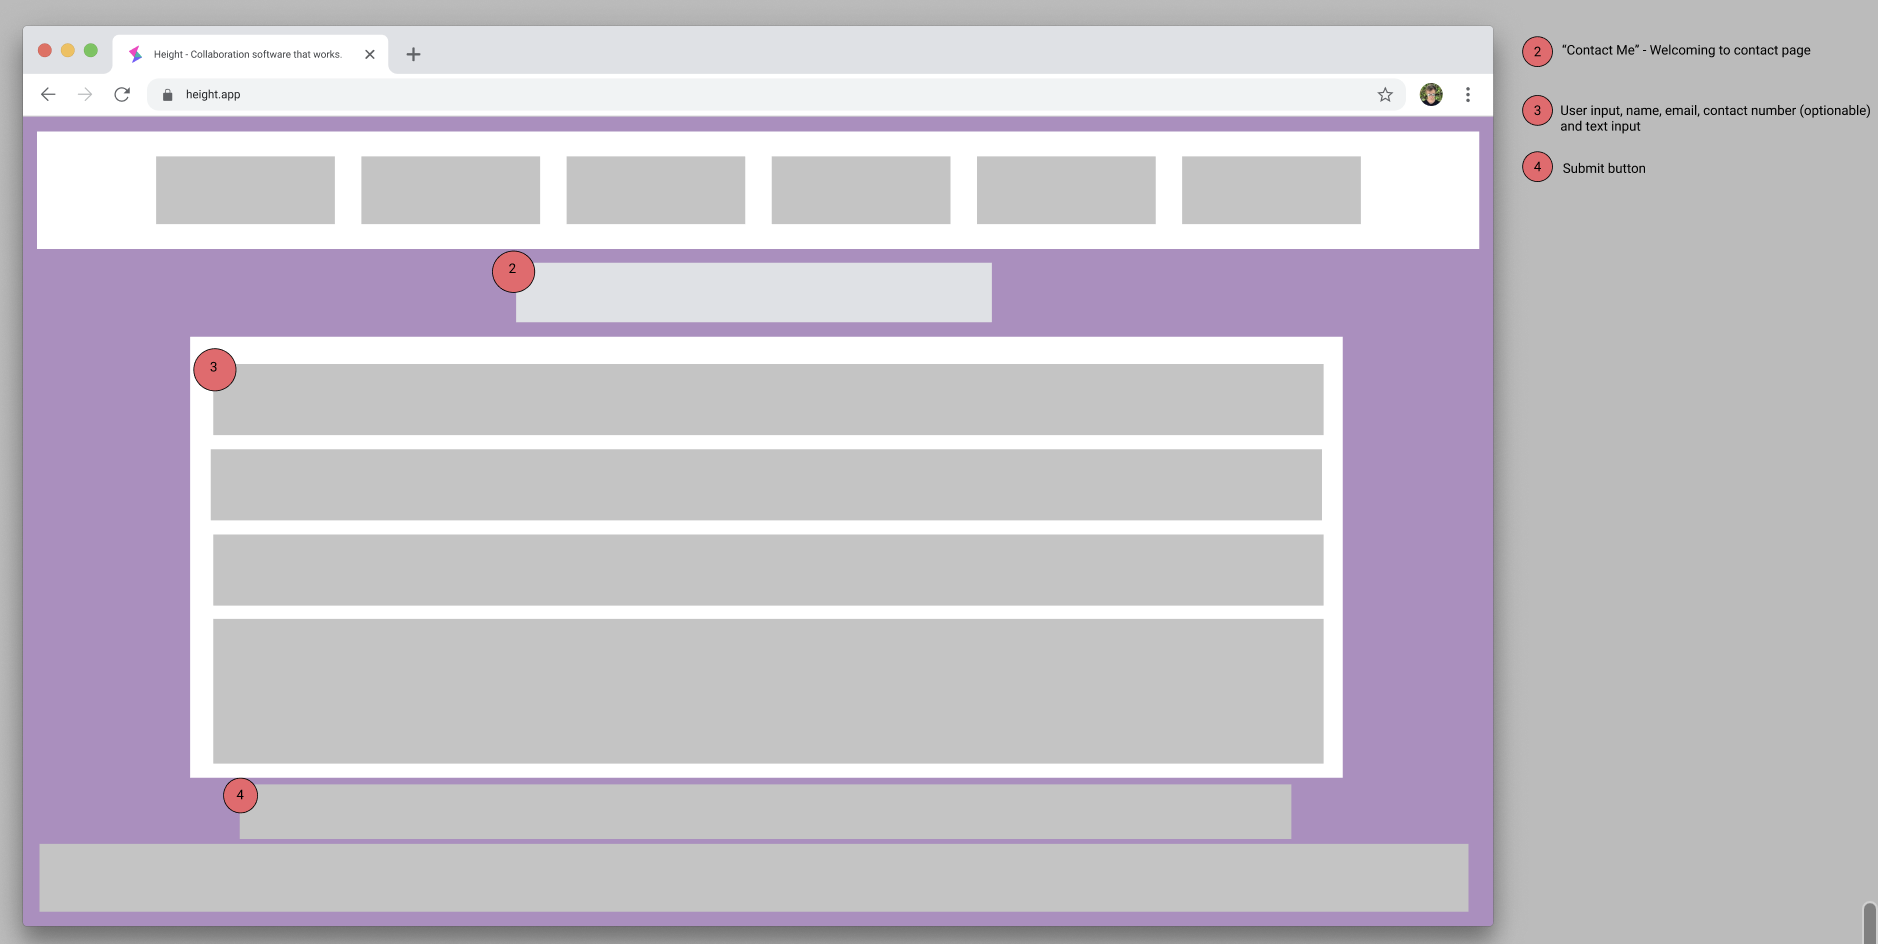 Height - Collaboration software that works.
height.app
2
3
4
2 “Contact Me” - Welcoming to contact page
3 User input, name, email, contact number (optionable)
and text input
4 Submit button